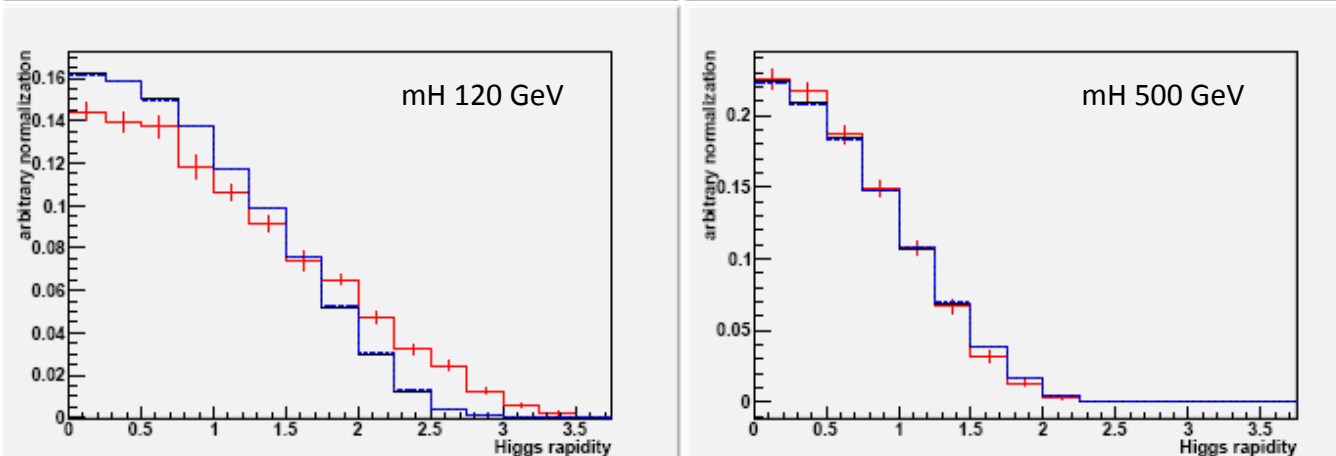 arbitrary normalization
mH 120 GeV
0.16
0.14
0.12
0.1
0.08
0.06
0.04
0.02
0
0 0.5 1 1.5 2 2.5 3 3.5
Higgs rapidity
arbitrary normalization
mH 500 GeV
0.2
0.15
0.1
0.05
0
0 0.5 1 1.5 2 2.5 3 3.5
Higgs rapidity